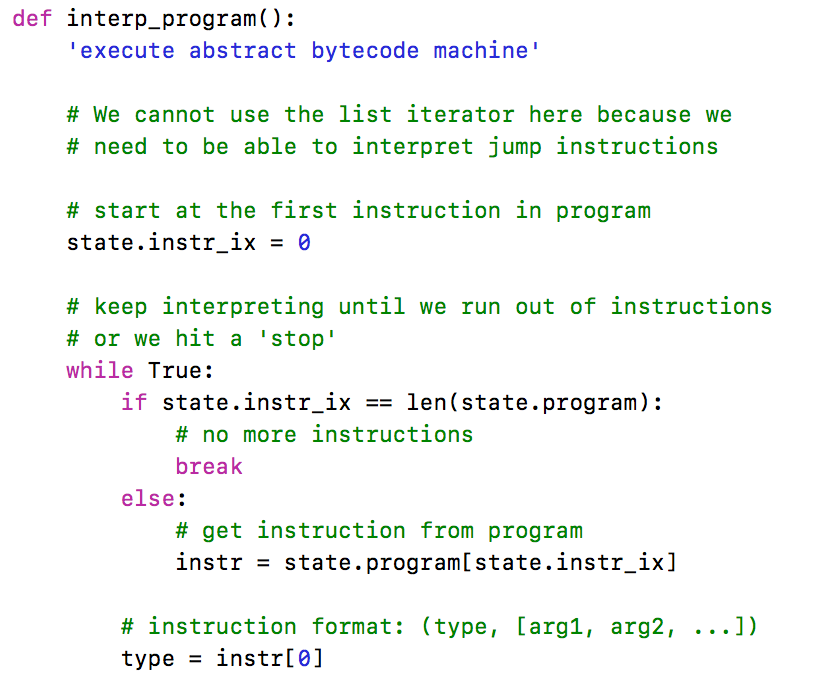 def interp_program():
    'execute abstract bytecode machine'

    # We cannot use the list iterator here because we
    # need to be able to interpret jump instructions

    # start at the first instruction in program
    state.instr_ix = 0

    # keep interpreting until we run out of instructions
    # or we hit a 'stop'
    while True:
        if state.instr_ix == len(state.program):
            # no more instructions
            break
        else:
            # get instruction from program
            instr = state.program[state.instr_ix]

        # instruction format: (type, [arg1, arg2, ...])
        type = instr[0]